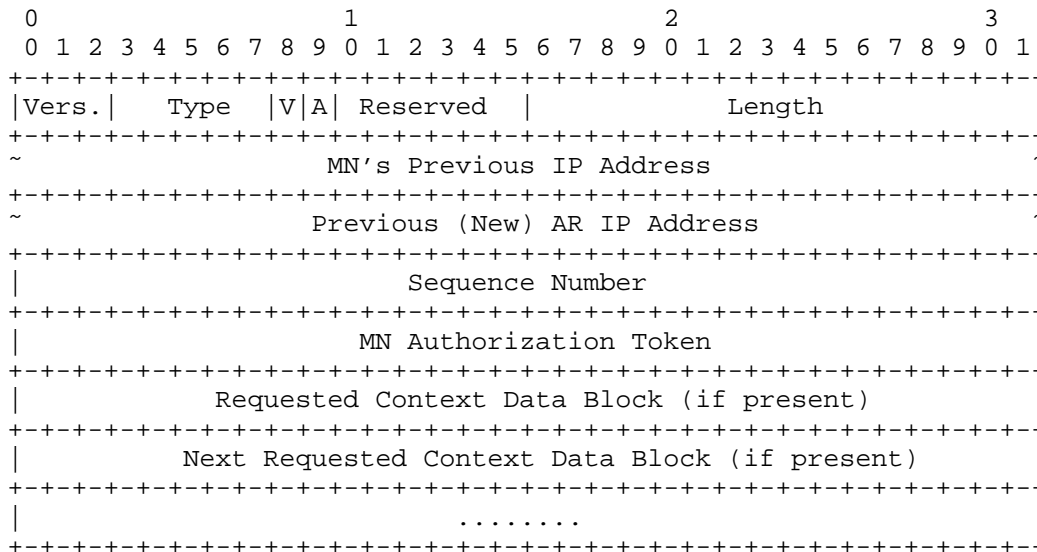 0                   1                   2                   3
 0 1 2 3 4 5 6 7 8 9 0 1 2 3 4 5 6 7 8 9 0 1 2 3 4 5 6 7 8 9 0 1
+-+-+-+-+-+-+-+-+-+-+-+-+-+-+-+-+-+-+-+-+-+-+-+-+-+-+-+-+-+-+-+--
|Vers.|   Type  |V|A| Reserved  |            Length
+-+-+-+-+-+-+-+-+-+-+-+-+-+-+-+-+-+-+-+-+-+-+-+-+-+-+-+-+-+-+-+--
~                   MN's Previous IP Address                    ~
+-+-+-+-+-+-+-+-+-+-+-+-+-+-+-+-+-+-+-+-+-+-+-+-+-+-+-+-+-+-+-+--
~                  Previous (New) AR IP Address                 ~
+-+-+-+-+-+-+-+-+-+-+-+-+-+-+-+-+-+-+-+-+-+-+-+-+-+-+-+-+-+-+-+--
|                        Sequence Number
+-+-+-+-+-+-+-+-+-+-+-+-+-+-+-+-+-+-+-+-+-+-+-+-+-+-+-+-+-+-+-+--
|                     MN Authorization Token
+-+-+-+-+-+-+-+-+-+-+-+-+-+-+-+-+-+-+-+-+-+-+-+-+-+-+-+-+-+-+-+--
|            Requested Context Data Block (if present)
+-+-+-+-+-+-+-+-+-+-+-+-+-+-+-+-+-+-+-+-+-+-+-+-+-+-+-+-+-+-+-+--
|          Next Requested Context Data Block (if present)
+-+-+-+-+-+-+-+-+-+-+-+-+-+-+-+-+-+-+-+-+-+-+-+-+-+-+-+-+-+-+-+--
|                           ........
+-+-+-+-+-+-+-+-+-+-+-+-+-+-+-+-+-+-+-+-+-+-+-+-+-+-+-+-+-+-+-+--